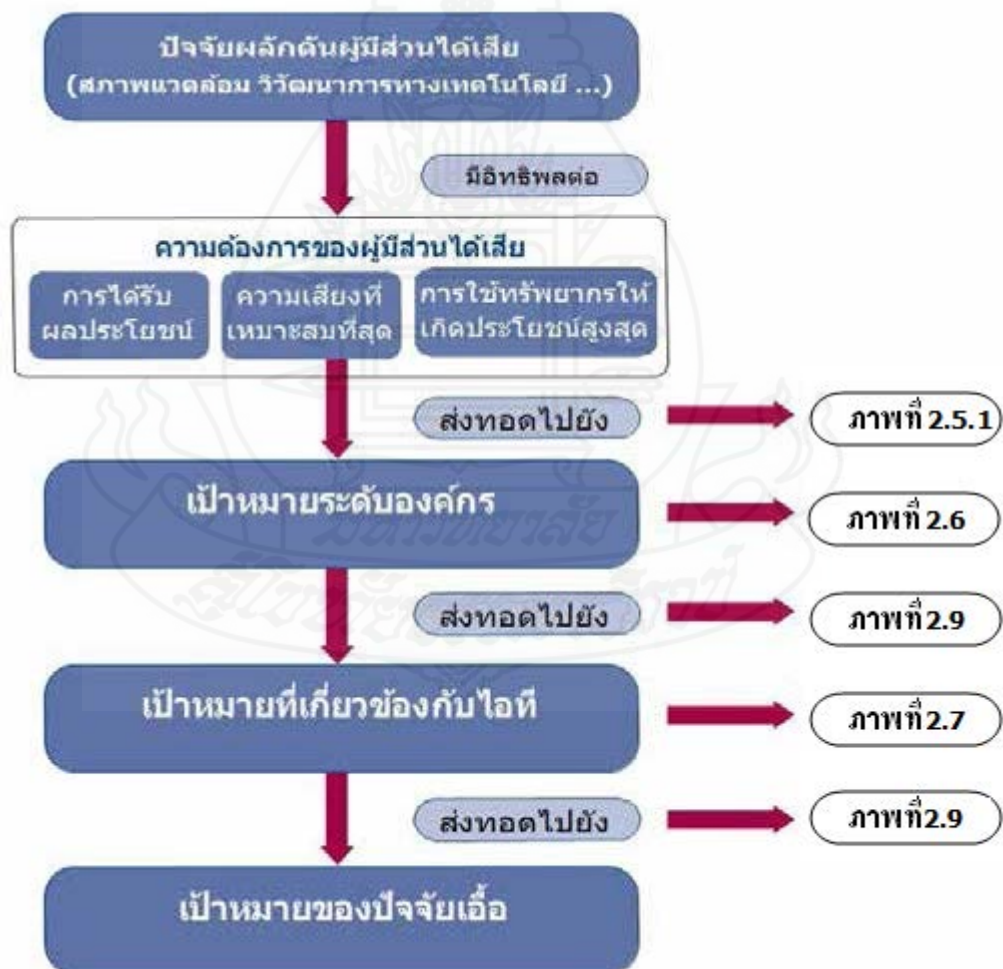 ปัจจัยผลักดันผู้มีส่วนได้เสีย
(สภาพแวดล้อม วิวัฒนาการทางเทคโนโลยี ...)
มีอิทธิพลต่อ
ความต้องการของผู้มีส่วนได้เสีย
การได้รับ
ผลประโยชน์
ความเสี่ยงที่
เหมาะสมที่สุด
การใช้ทรัพยากรให้
เกิดประโยชน์สูงสุด
ส่งทอดไปยัง
ภาพที่ 2.5.1
เป้าหมายระดับองค์กร
ภาพที่ 2.6
ส่งทอดไปยัง
ภาพที่ 2.9
เป้าหมายที่เกี่ยวข้องกับไอที
ภาพที่ 2.7
ส่งทอดไปยัง
ภาพที่2.9
เป้าหมายของปัจจัยเอื้อ
มหาวิทยาลัย